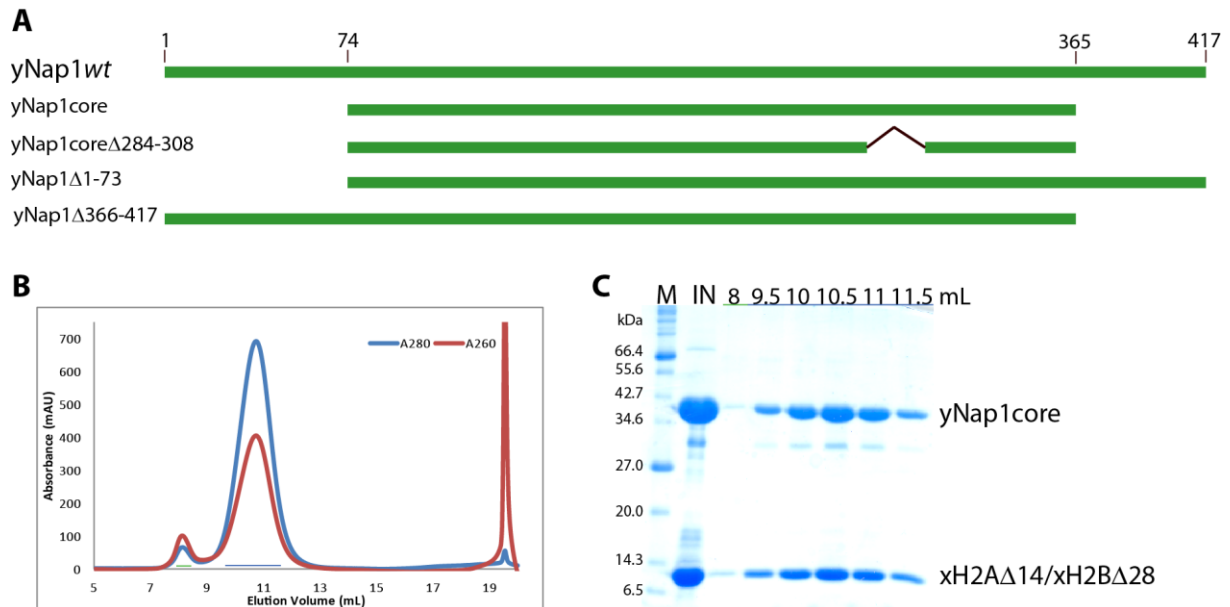 A
1 74 365 417
yNap1wt
yNap1core
yNap1coreΔ284-308
yNap1Δ1-73
yNap1Δ366-417
B
700
600
500
400
300
200
100
0
A280 A260
Absorbance (mAU)
5 7 9 11 13 15 17 19
Elution Volume (mL)
C
M IN 8 9.5 10 10.5 11 11.5 mL
kDa
66.4
55.6
42.7
34.6
27.0
20.0
14.3
6.5
yNap1core
xH2AΔ14/xH2BΔ28